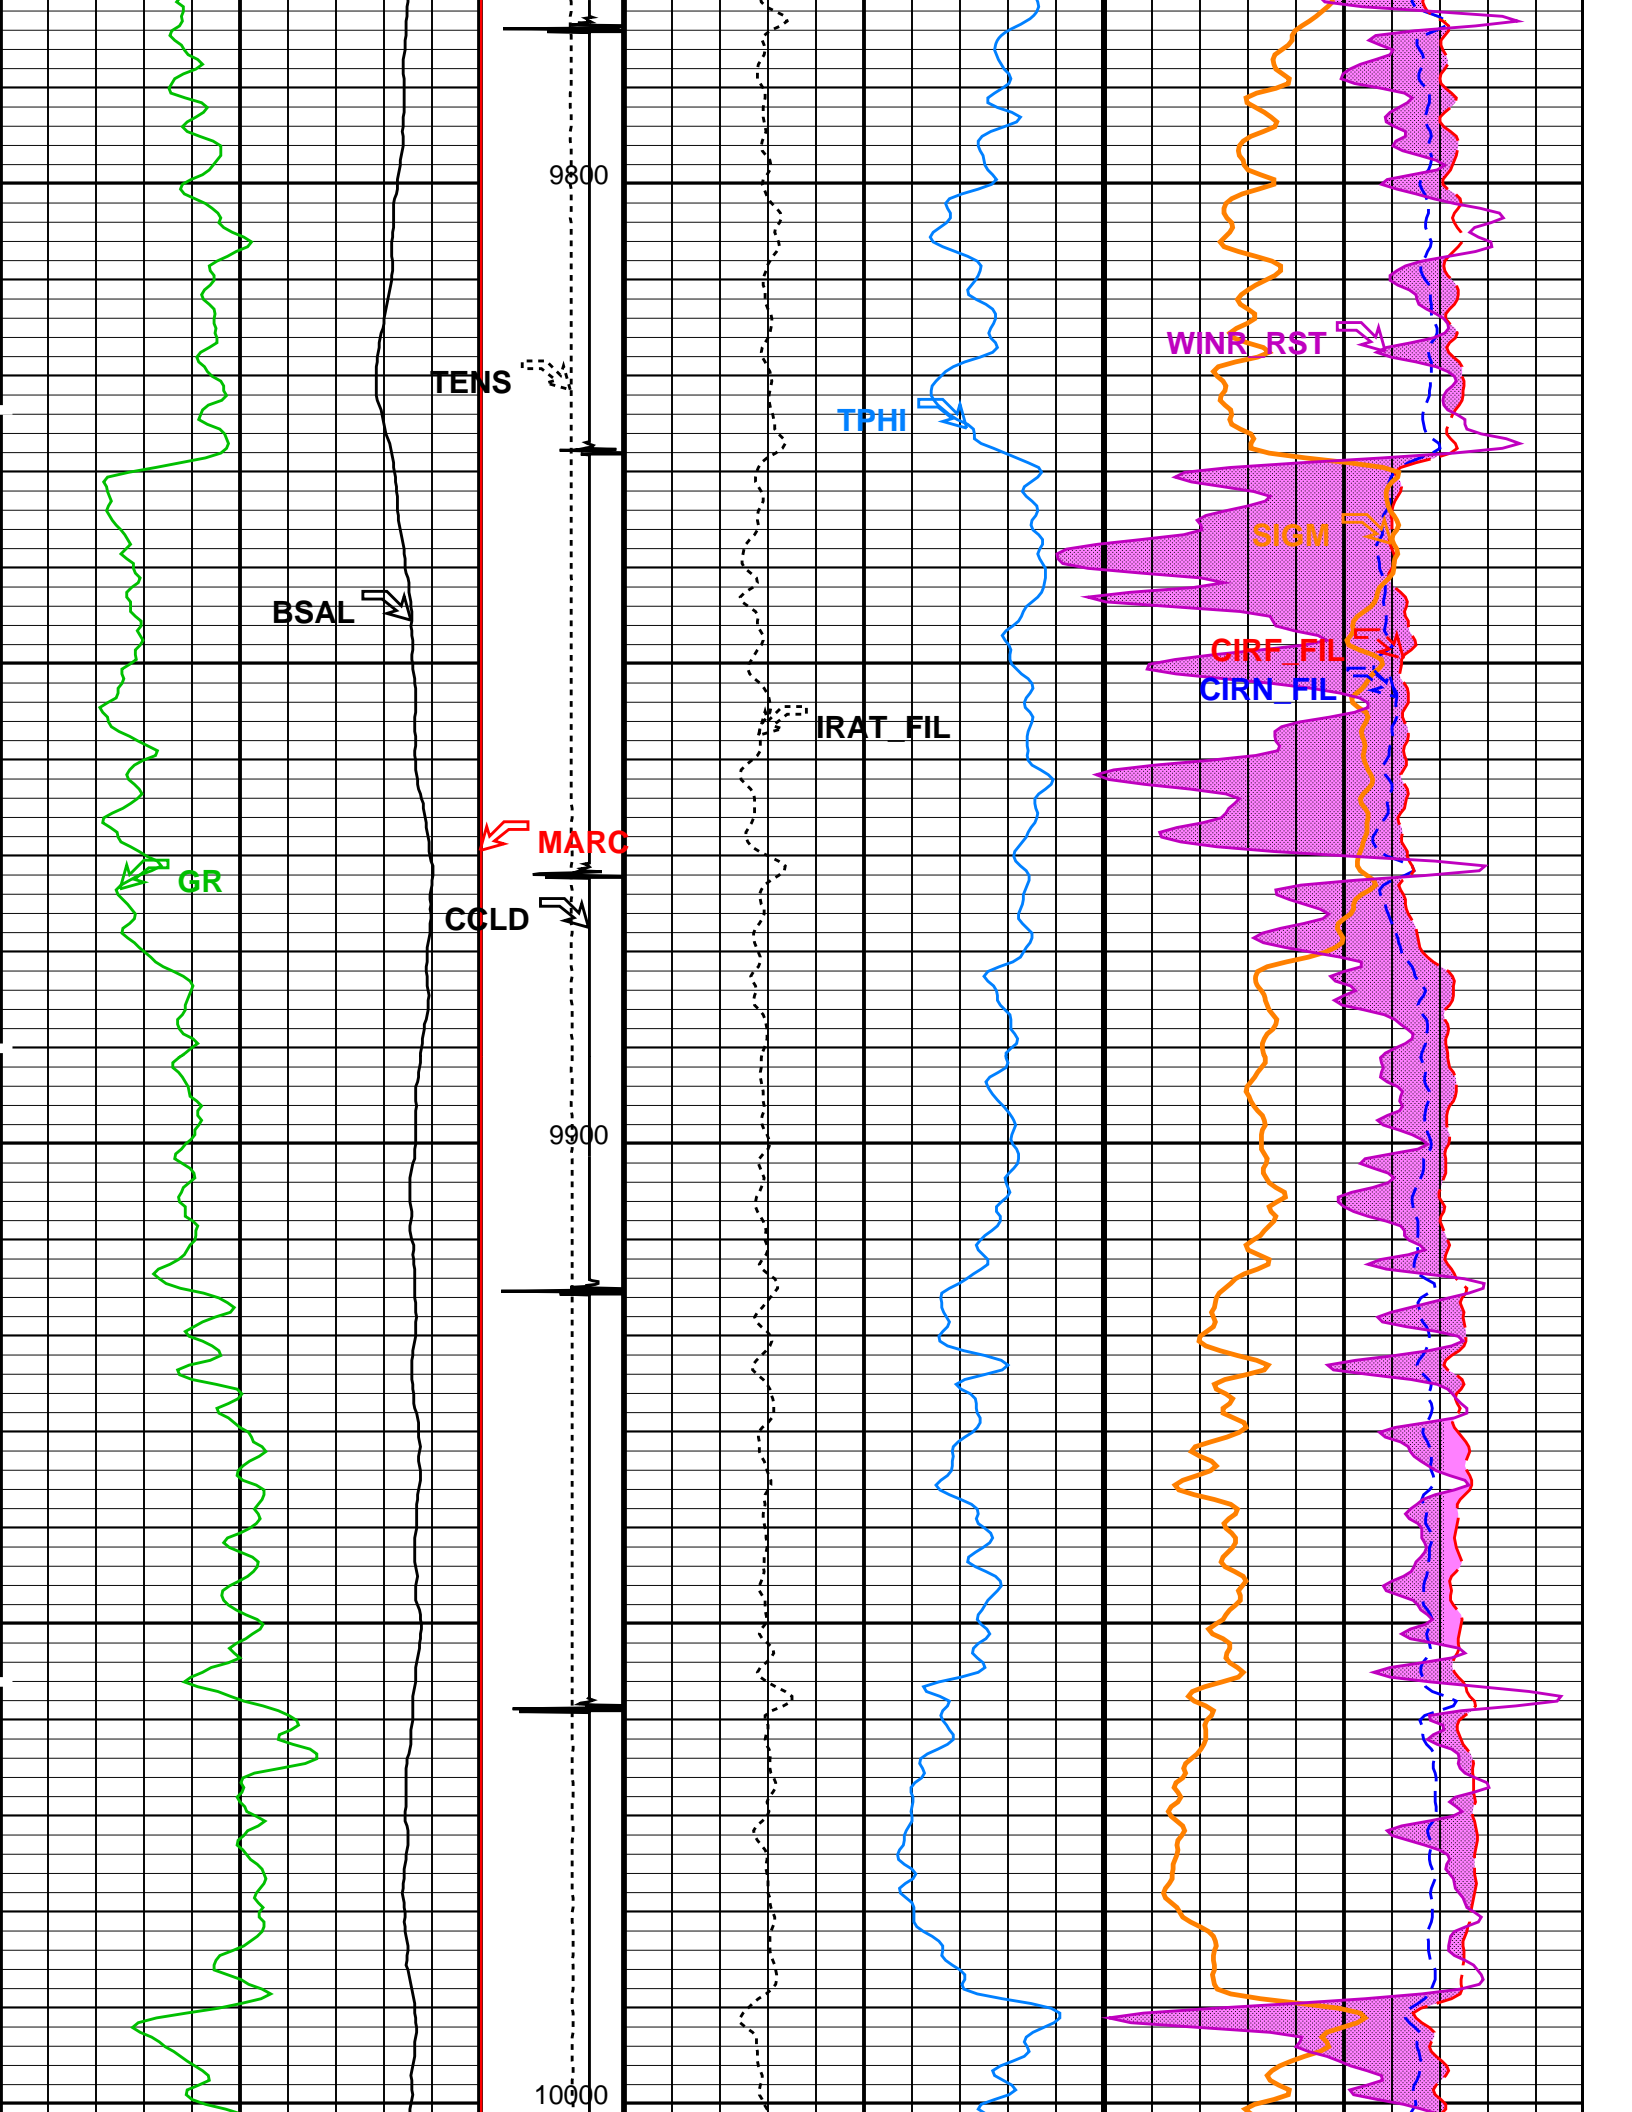 9800
WINR_RST
TENS
TPHI
SIGM
BSAL
CIRF_FIL
CIRN_FIL
IRAT_FIL
MARC
GR
CCLD
9900
10000